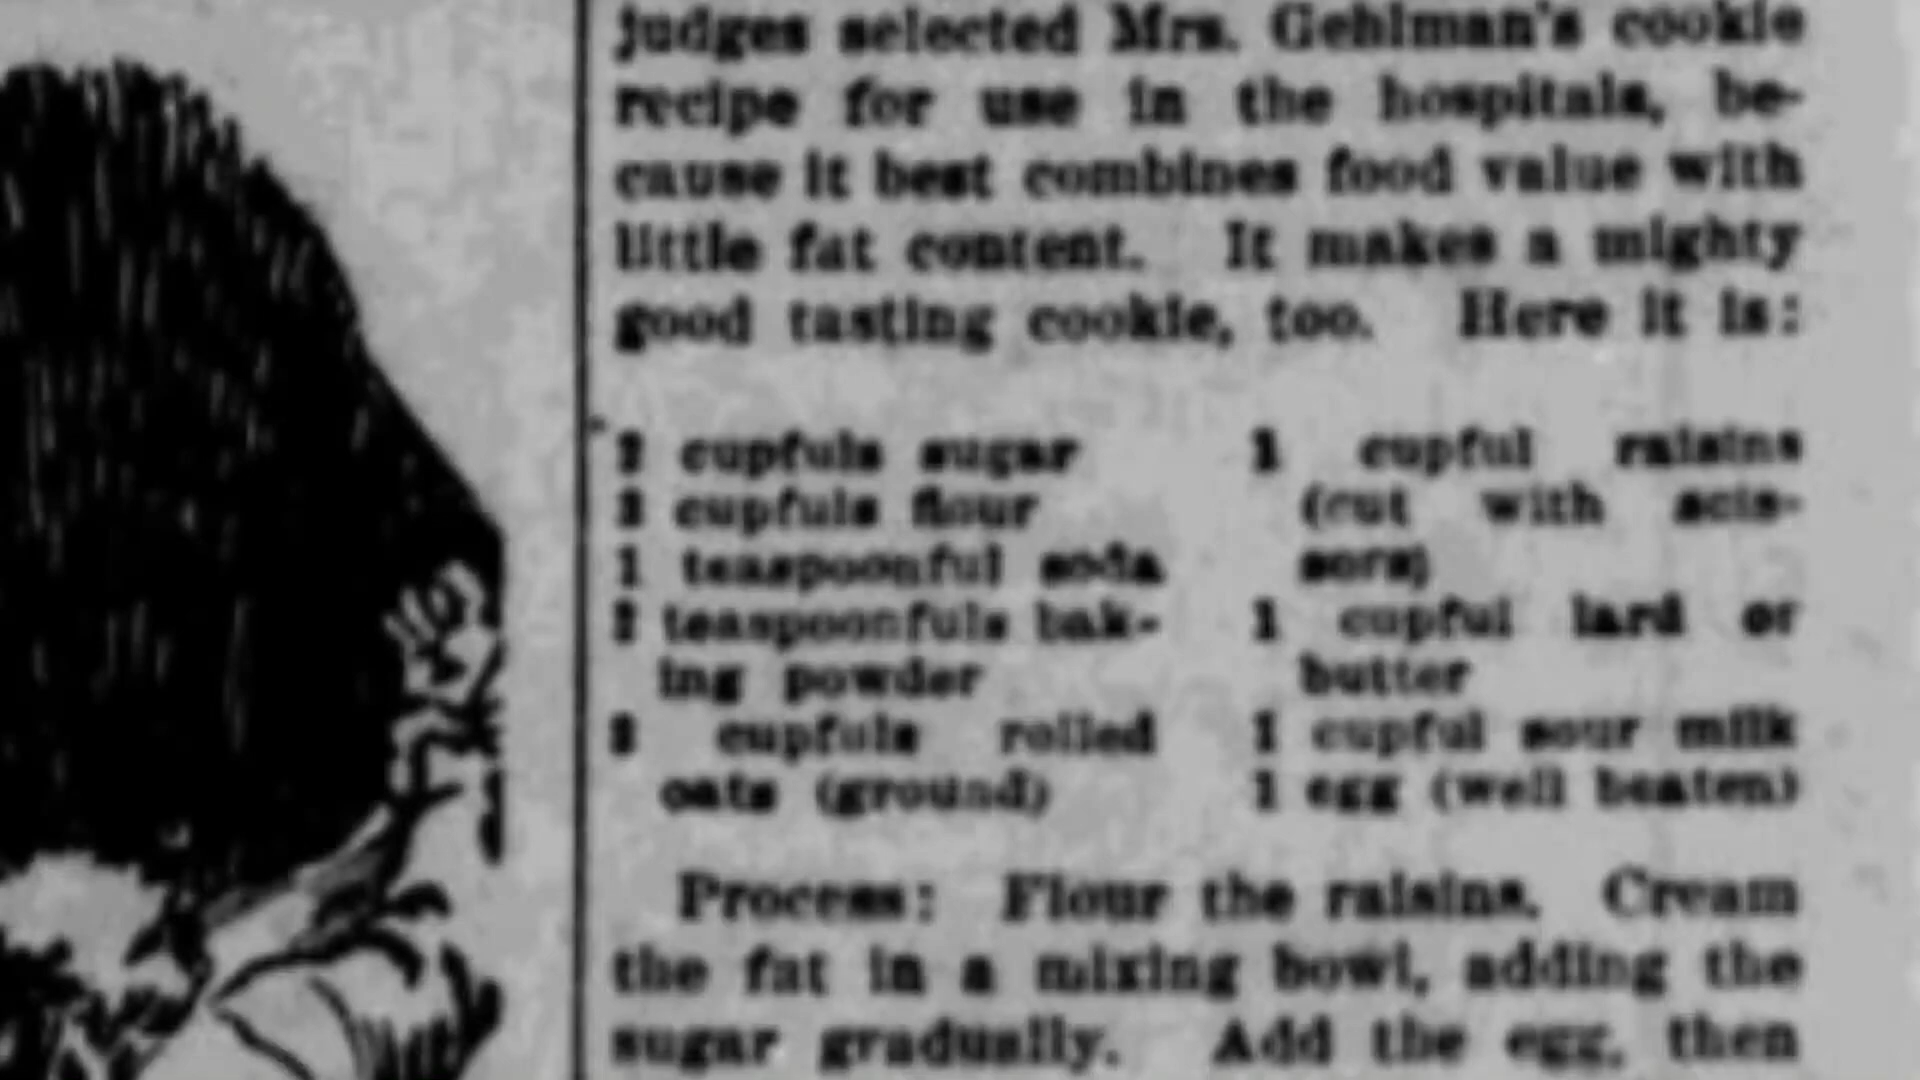 judges selected Mrs. Gehlman's cookie
recipe for use in the hospitals, be-
cause it best combines food value with
little fat content. It makes a mighty
good tasting cookie, too. Here it is:
2 cupfuls sugar
cupfuls flour
1 teaspoonful soda
2 teaspoonfuls bak-
ing powder
cupfuls rolled
oats (ground)
1 cupful raisins
(cut with scis-
sors)
1 cupful lard or
butter
1 cupful sour milk
1 egg (well beaten)
Process: Flour the raisins. Cream
the fat in a mixing bowl, adding the
sugar gradually. Add the egg, then